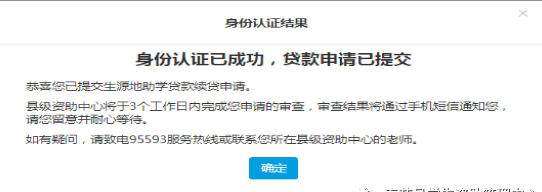 身份认证结果
身份认证已成功，贷款申请已提交
恭喜您已提交生源地助学贷款续贷申请。
县级资助中心将于3个工作日内完成您申请的审查，审查结果将通过手机短信通知您，
请您留意并耐心等待。
如有疑问，请致电95593服务热线或联系您所在县级资助中心的老师。
确定